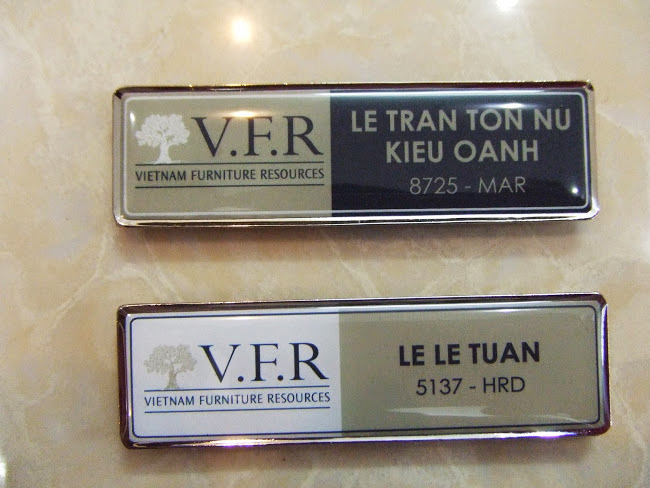 V.F.R
VIETNAM FURNITURE RESOURCES
LE TRAN TON NU
KIEU OANH
8725 - MAR
V.F.R
VIETNAM FURNITURE RESOURCES
LE LE TUAN
5137 - HRD